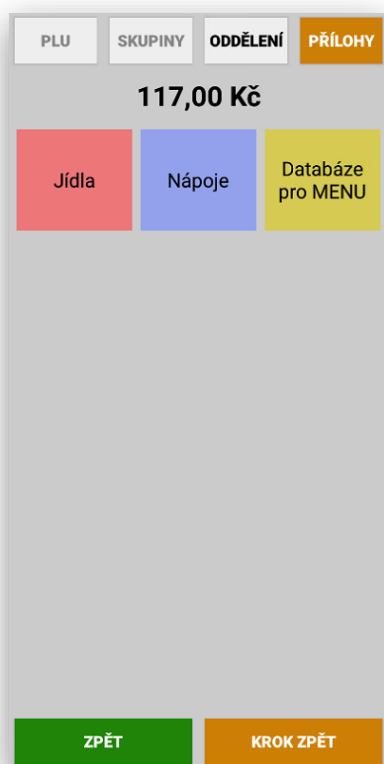 PLU SKUPINY ODDĚLENÍ PŘÍLOHY
117,00 Kč
Jídla Nápoje Databáze pro MENU
ZPĚT KROK ZPĚT